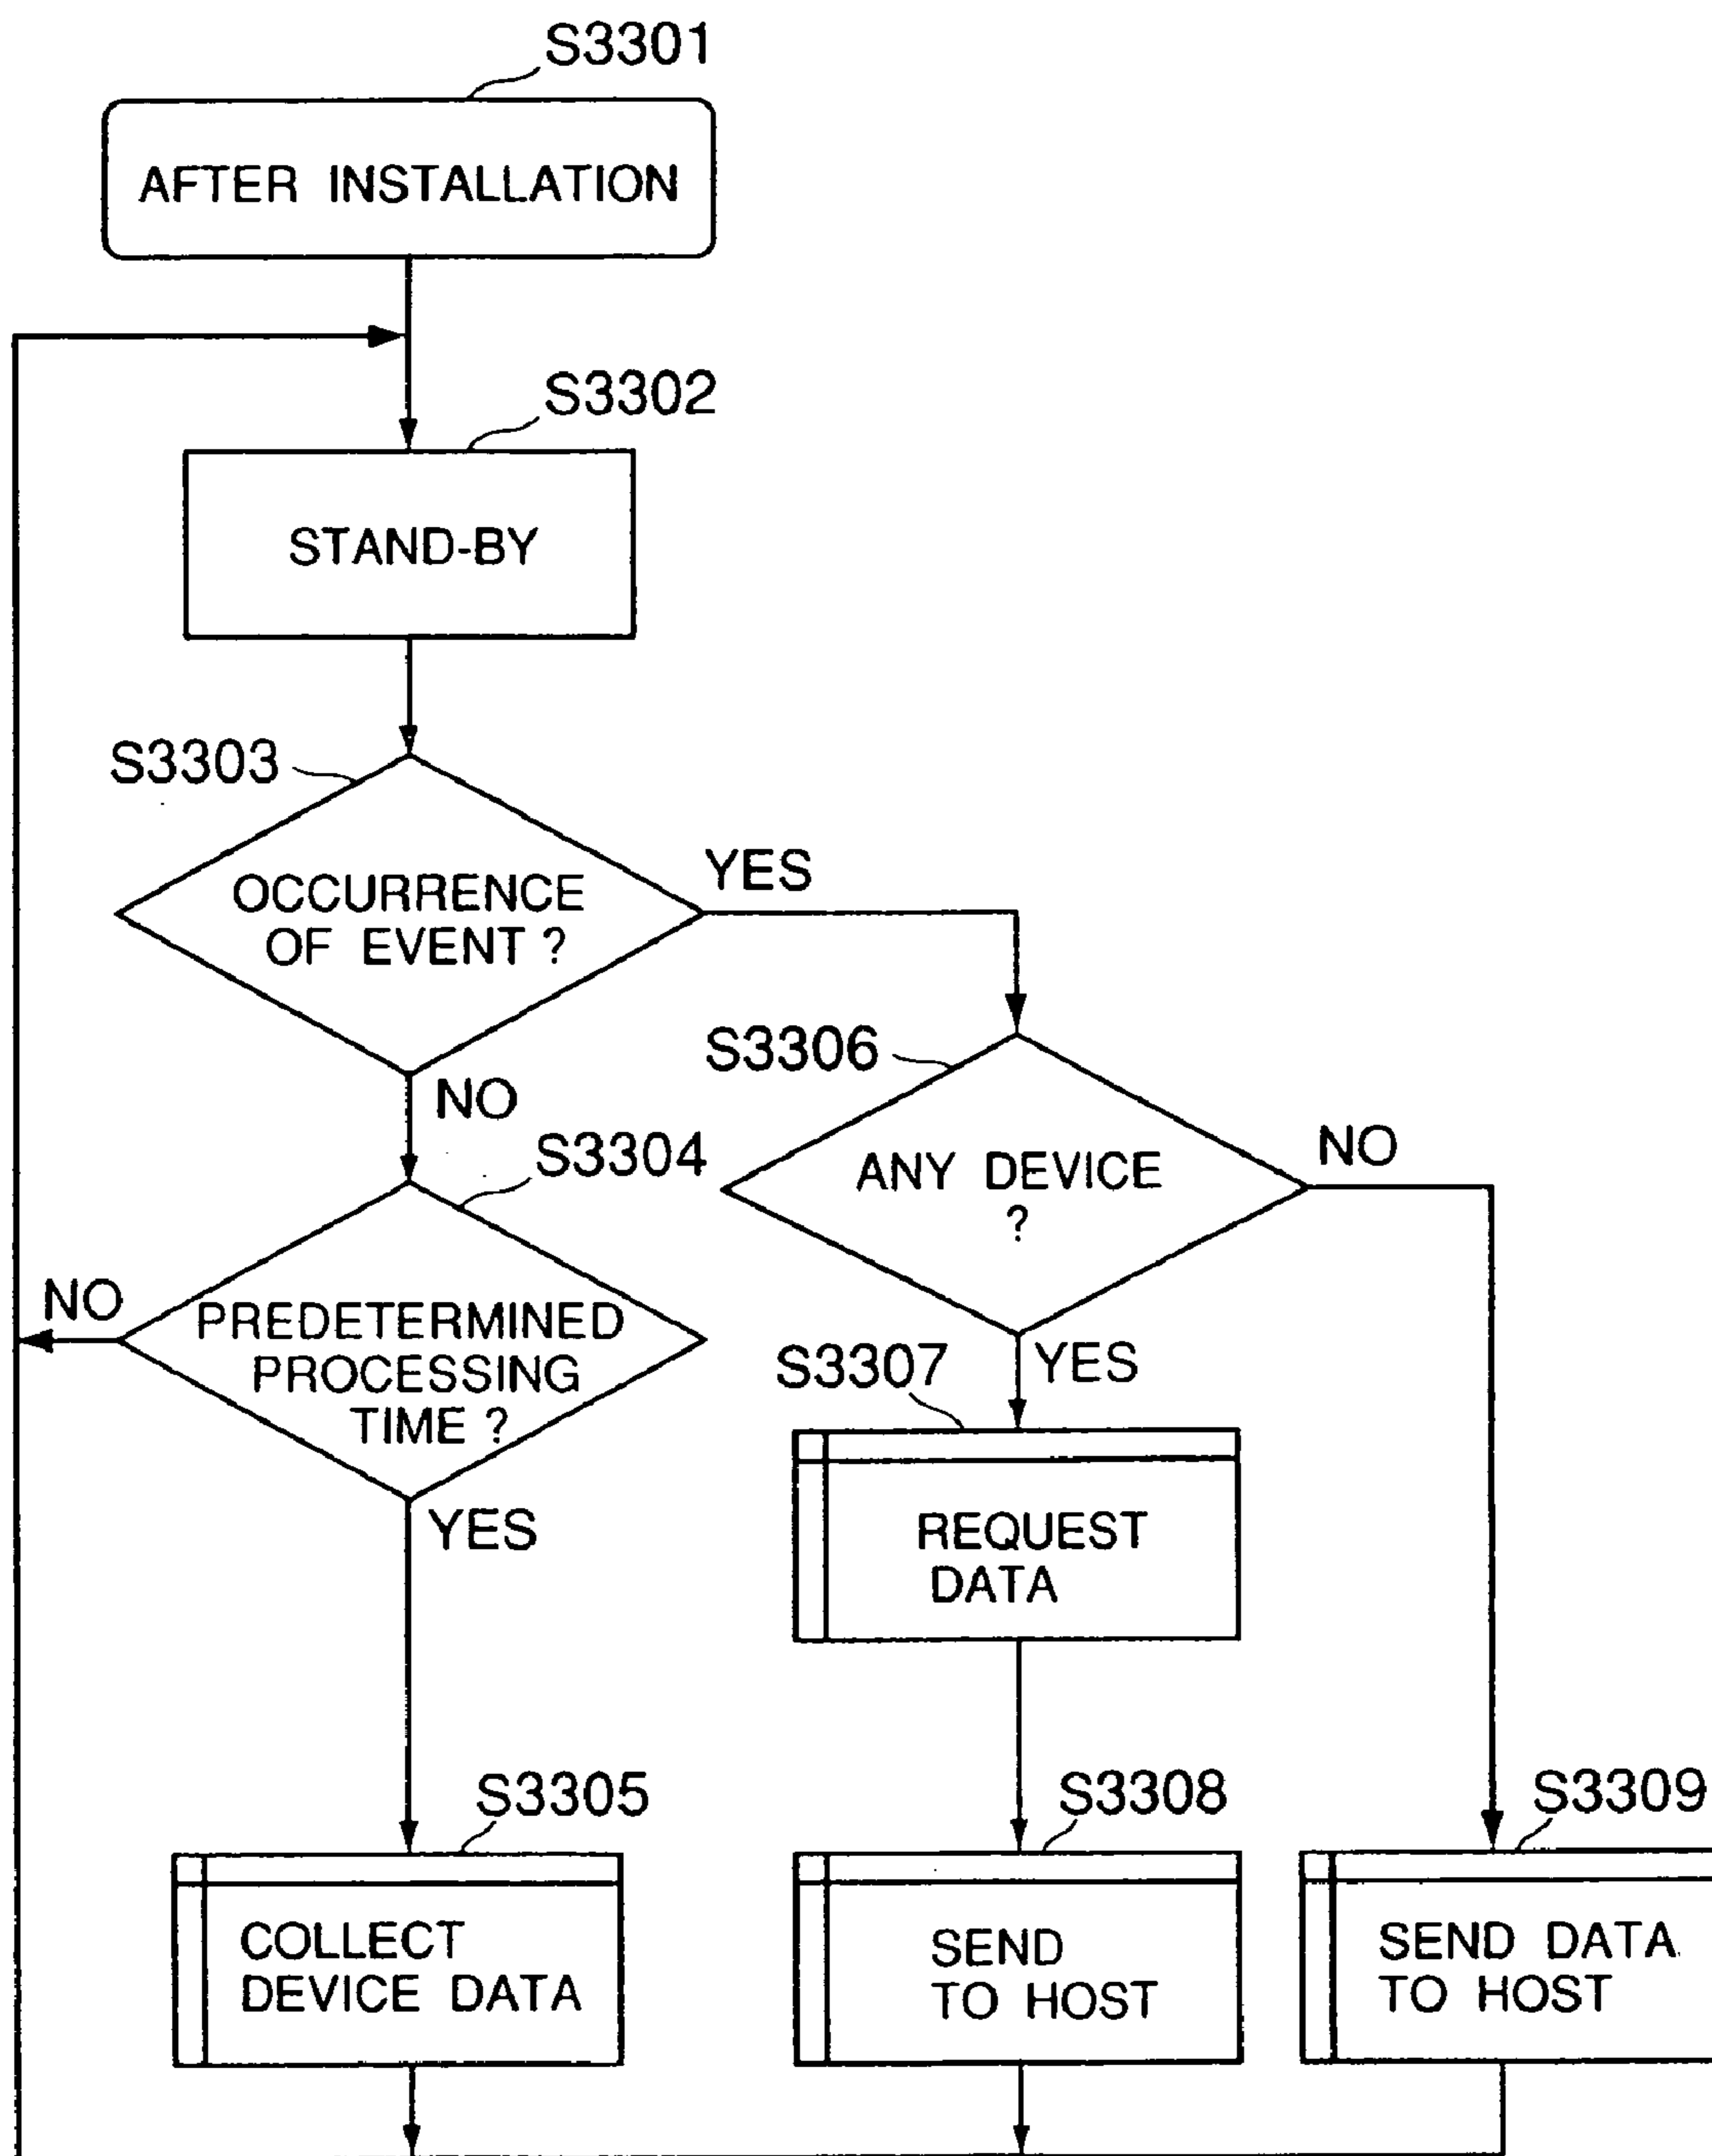 S3301
AFTER INSTALLATION
S3302
STAND-BY
S3303
OCCURRENCE
OF EVENT ?
YES
NO
S3306
ANY DEVICE
?
NO
YES
S3304
PREDETERMINED
PROCESSING
TIME ?
NO
YES
S3307
REQUEST
DATA
S3305
COLLECT
DEVICE DATA
S3308
SEND
TO HOST
S3309
SEND DATA
TO HOST